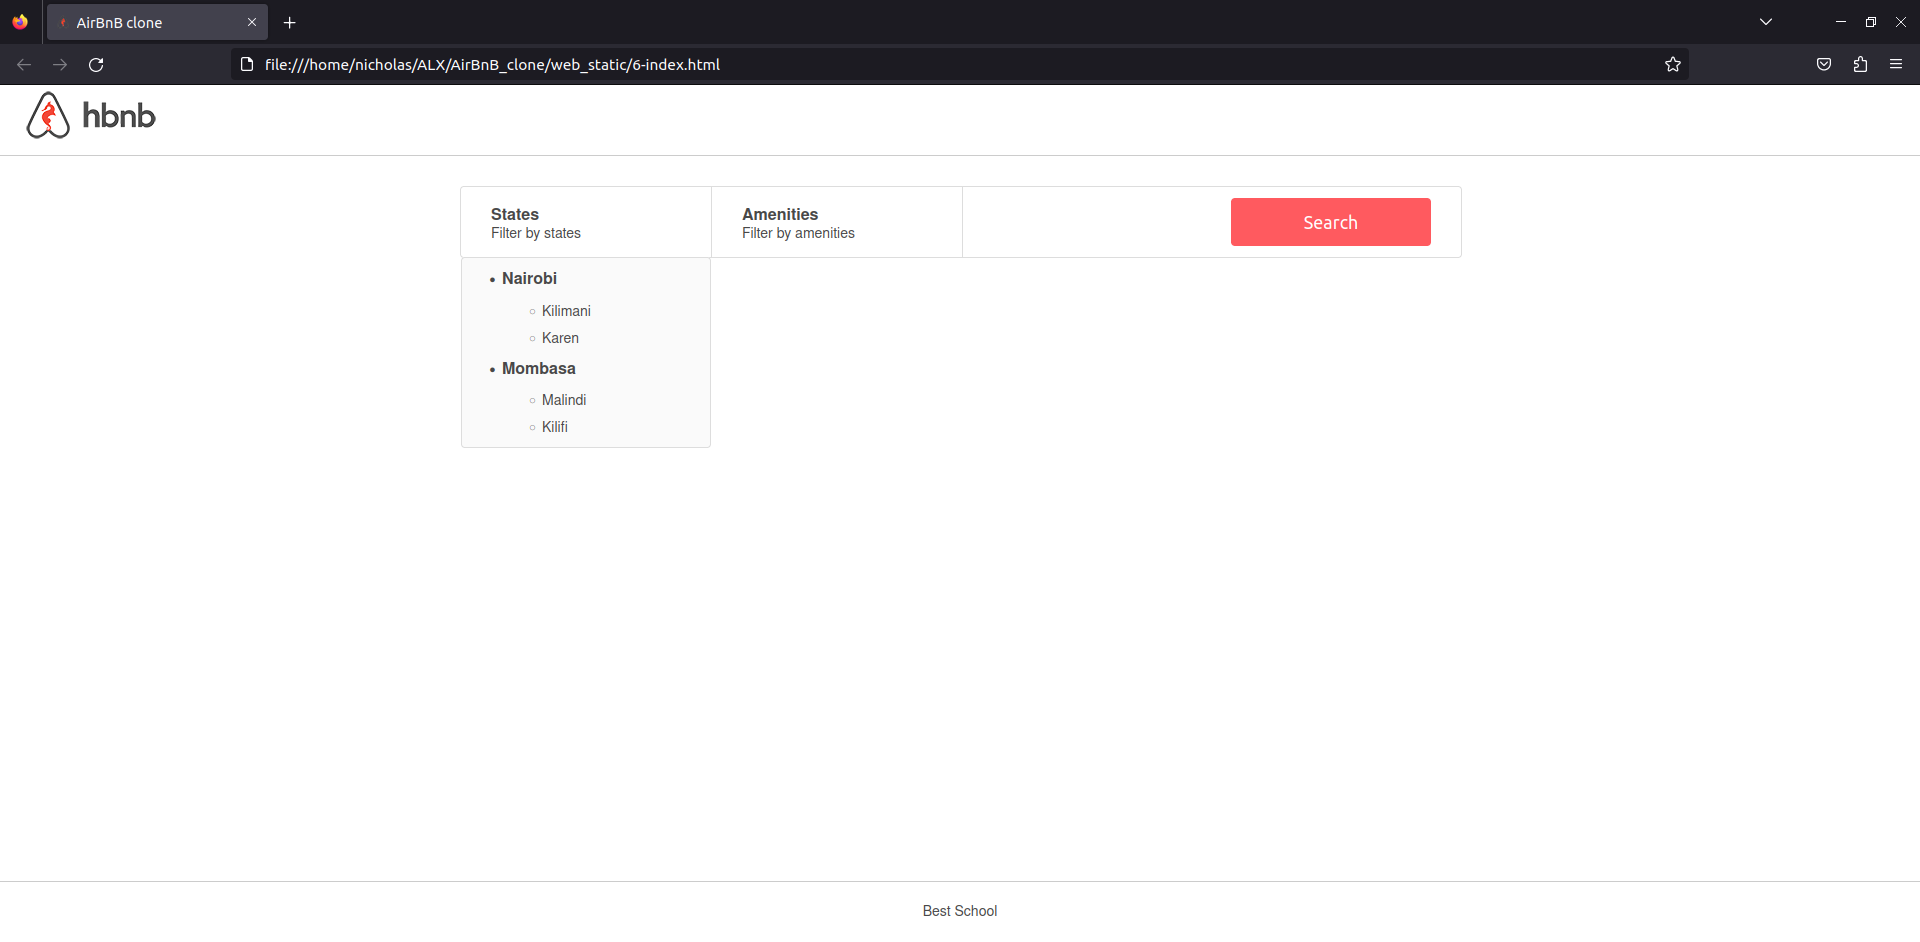 AirBnB clone
file:///home/nicholas/ALX/AirBnB_clone/web_static/6-index.html
hbnb
States
Filter by states
Amenities
Filter by amenities
Search
Nairobi
Kilimani
Karen
Mombasa
Malindi
Kilifi
Best School